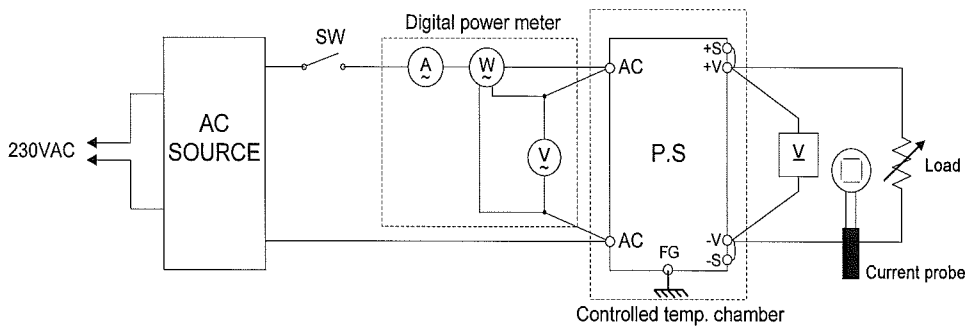 Digital power meter
SW
A
W
V
230VAC
AC
SOURCE
AC
AC
P.S
FG
+S
+V
-V
-S
V
Load
Current probe
Controlled temp. chamber